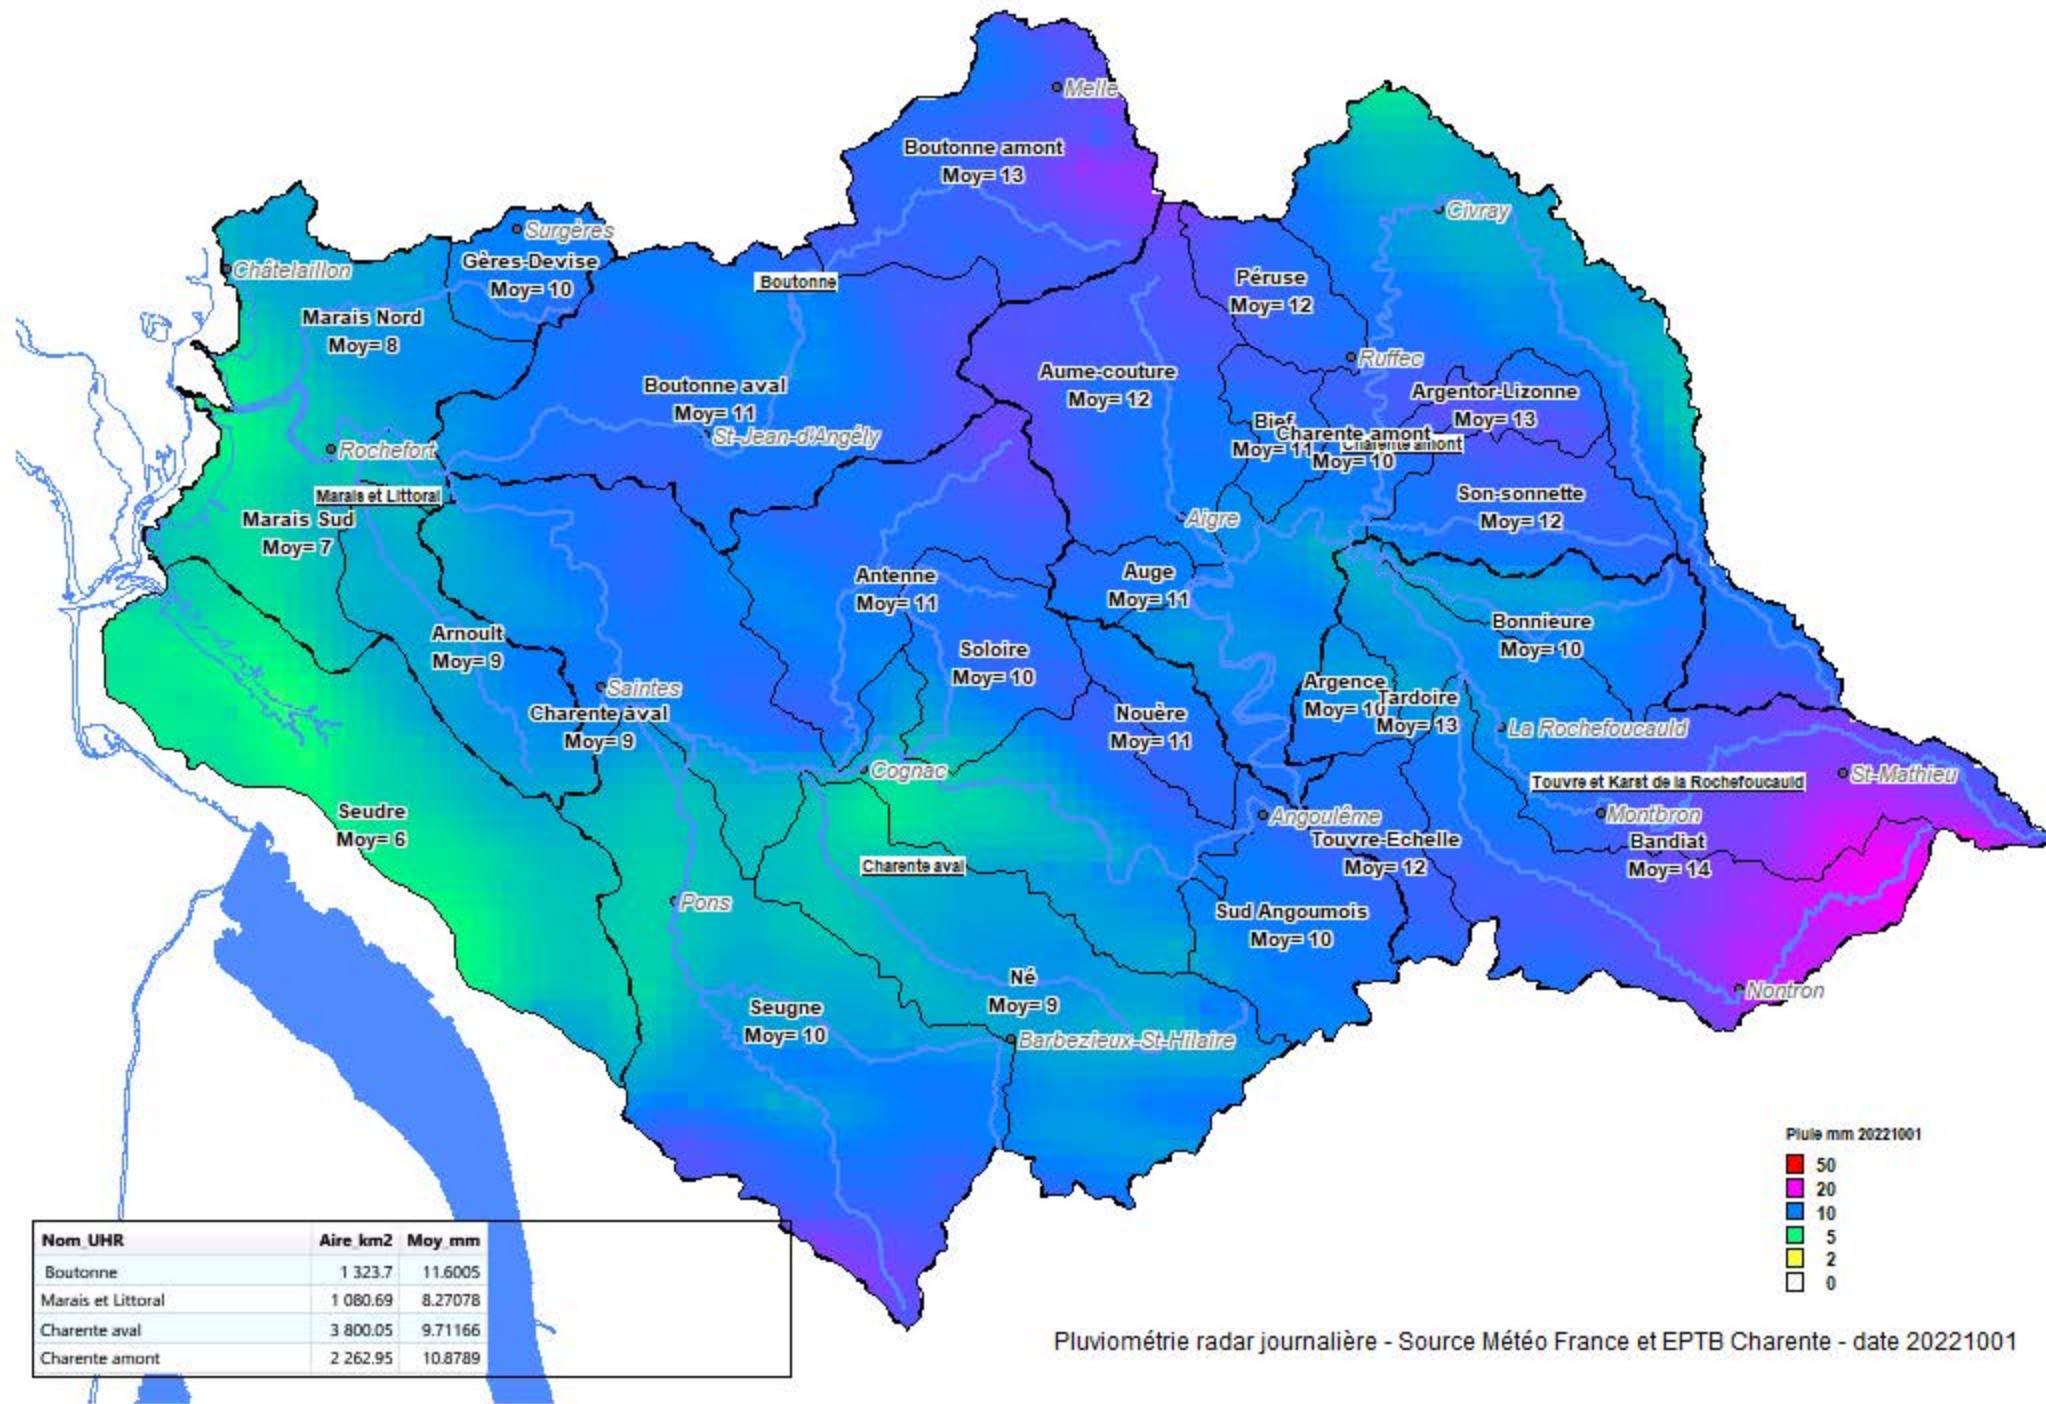 Melle
Boutonne amont
Moy= 13
Civray
Surgères
Gères-Devise
Moy= 10
Châtelaillon
Boutonne
Péruse
Moy= 12
Marais Nord
Moy= 8
Ruffec
Aume-couture
Moy= 12
Boutonne aval
Moy= 11
St-Jean-d'Angély
Argentor-Lizonne
Moy= 13
Bief
Moy= 11
Charente amont
Moy= 10
Charente amont
Rochefort
Marais et Littoral
Marais Sud
Moy= 7
Son-sonnette
Moy= 12
Aigre
Antenne
Moy= 11
Auge
Moy= 11
Bonnieure
Moy= 10
Arnoult
Moy= 9
Soloire
Moy= 10
Saintes
Charente aval
Moy= 9
Nouère
Moy= 11
Argence
Moy= 10
Tardoire
Moy= 13
La Rochefoucauld
Cognac
Touvre et Karst de la Rochefoucauld
St-Mathieu
Seudre
Moy= 6
Angoulême
Montbron
Touvre-Echelle
Moy= 12
Bandiat
Moy= 14
Charente aval
Pons
Sud Angoumois
Moy= 10
Né
Moy= 9
Nontron
Seugne
Moy= 10
Barbezieux-St-Hilaire
Pluie mm 20221001
50
20
10
5
2
0
Nom_UHR Aire_km2 Moy_mm
Boutonne 1 323.7 11.6005
Marais et Littoral 1 080.69 8.27078
Charente aval 3 800.05 9.71166
Charente amont 2 262.95 10.8789
Pluviométrie radar journalière - Source Météo France et EPTB Charente - date 20221001